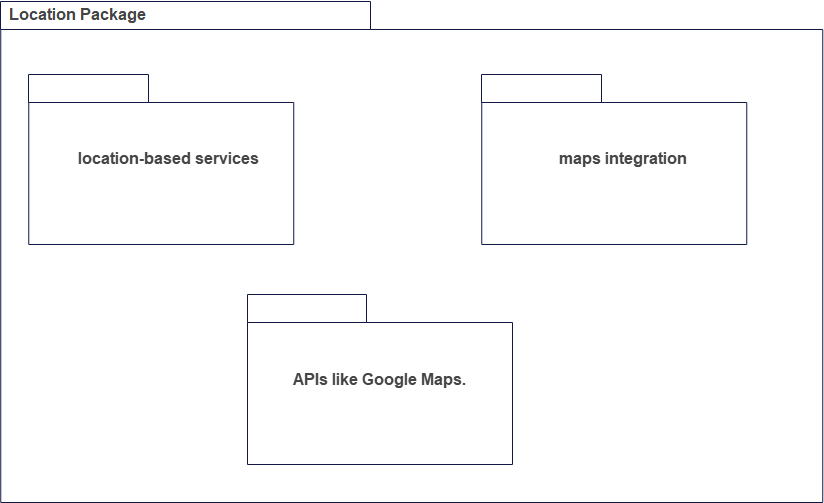 Location Package
location-based services
maps integration
APIs like Google Maps.